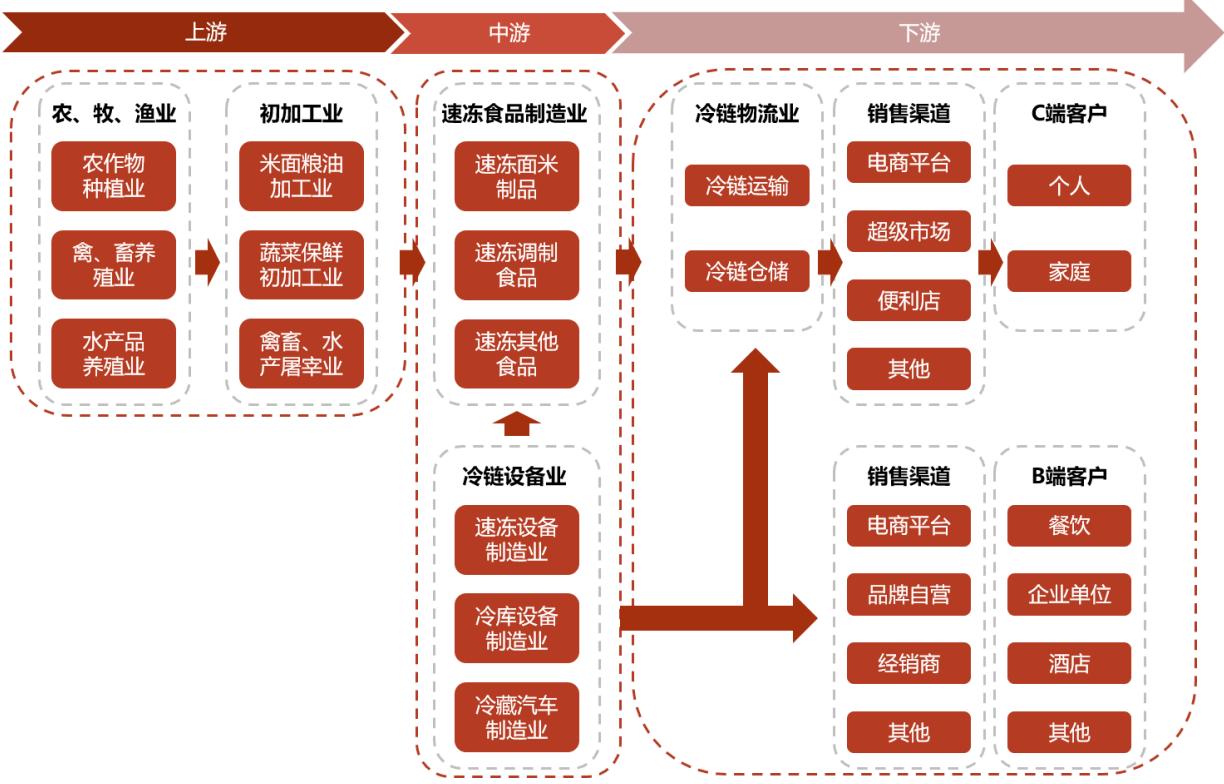 上游
中游
下游
农、牧、渔业
农作物
种植业
禽、畜养
殖业
水产品
养殖业
初加工业
米面粮油
加工业
蔬菜保鲜
初加工业
禽畜、水
产屠宰业
速冻食品制造业
速冻面米
制品
速冻调制
食品
速冻其他
食品
冷链设备业
速冻设备
制造业
冷库设备
制造业
冷藏汽车
制造业
冷链物流业
冷链运输
冷链仓储
销售渠道
电商平台
超级市场
便利店
其他
C端客户
个人
家庭
销售渠道
电商平台
品牌自营
经销商
其他
B端客户
餐饮
企业单位
酒店
其他